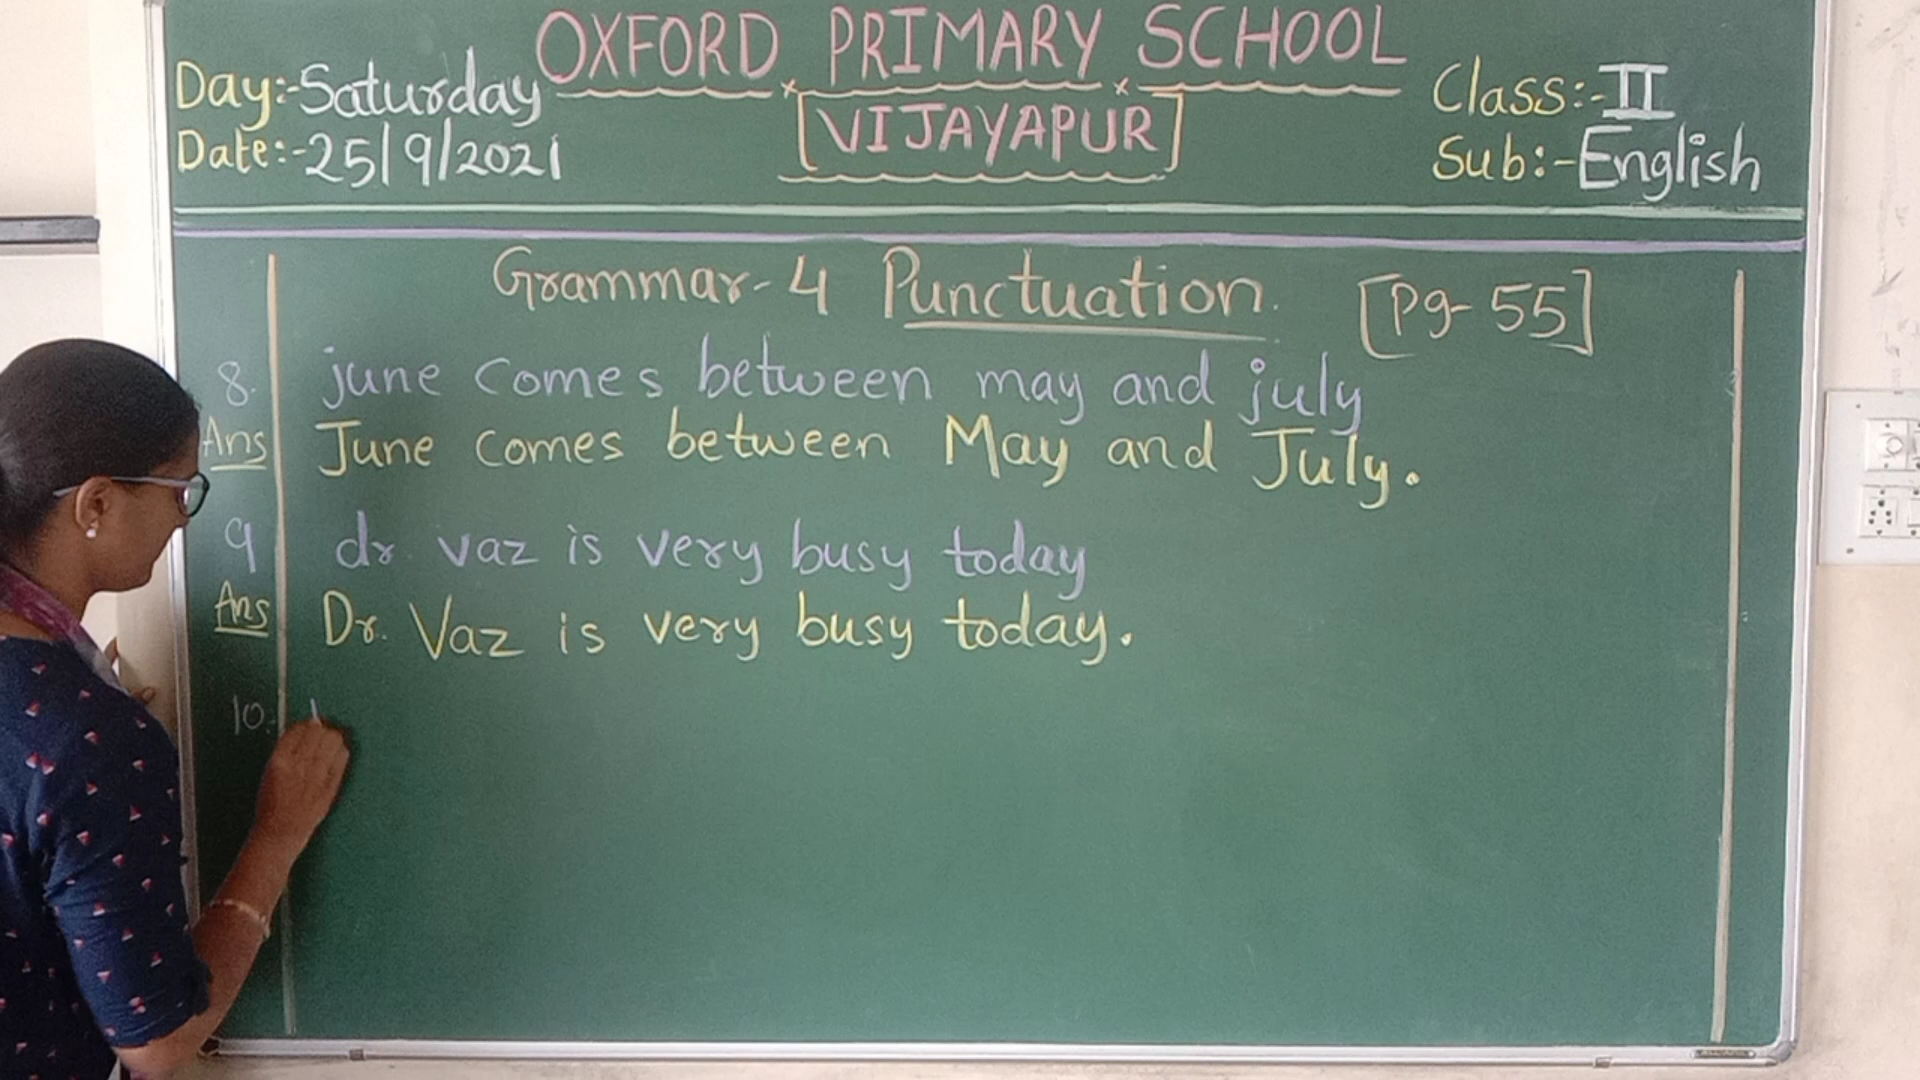 OXFORD PRIMARY SCHOOL
[VIJAYAPUR]
Day:-Saturday
Date:-25/9/2021
Class:-II
Sub:-English
Grammar-4 Punctuation. [Pg-55]
8. june comes between may and july
Ans June comes between May and July.
9 dr. vaz is very busy today
Ans Dr. Vaz is very busy today.
10.